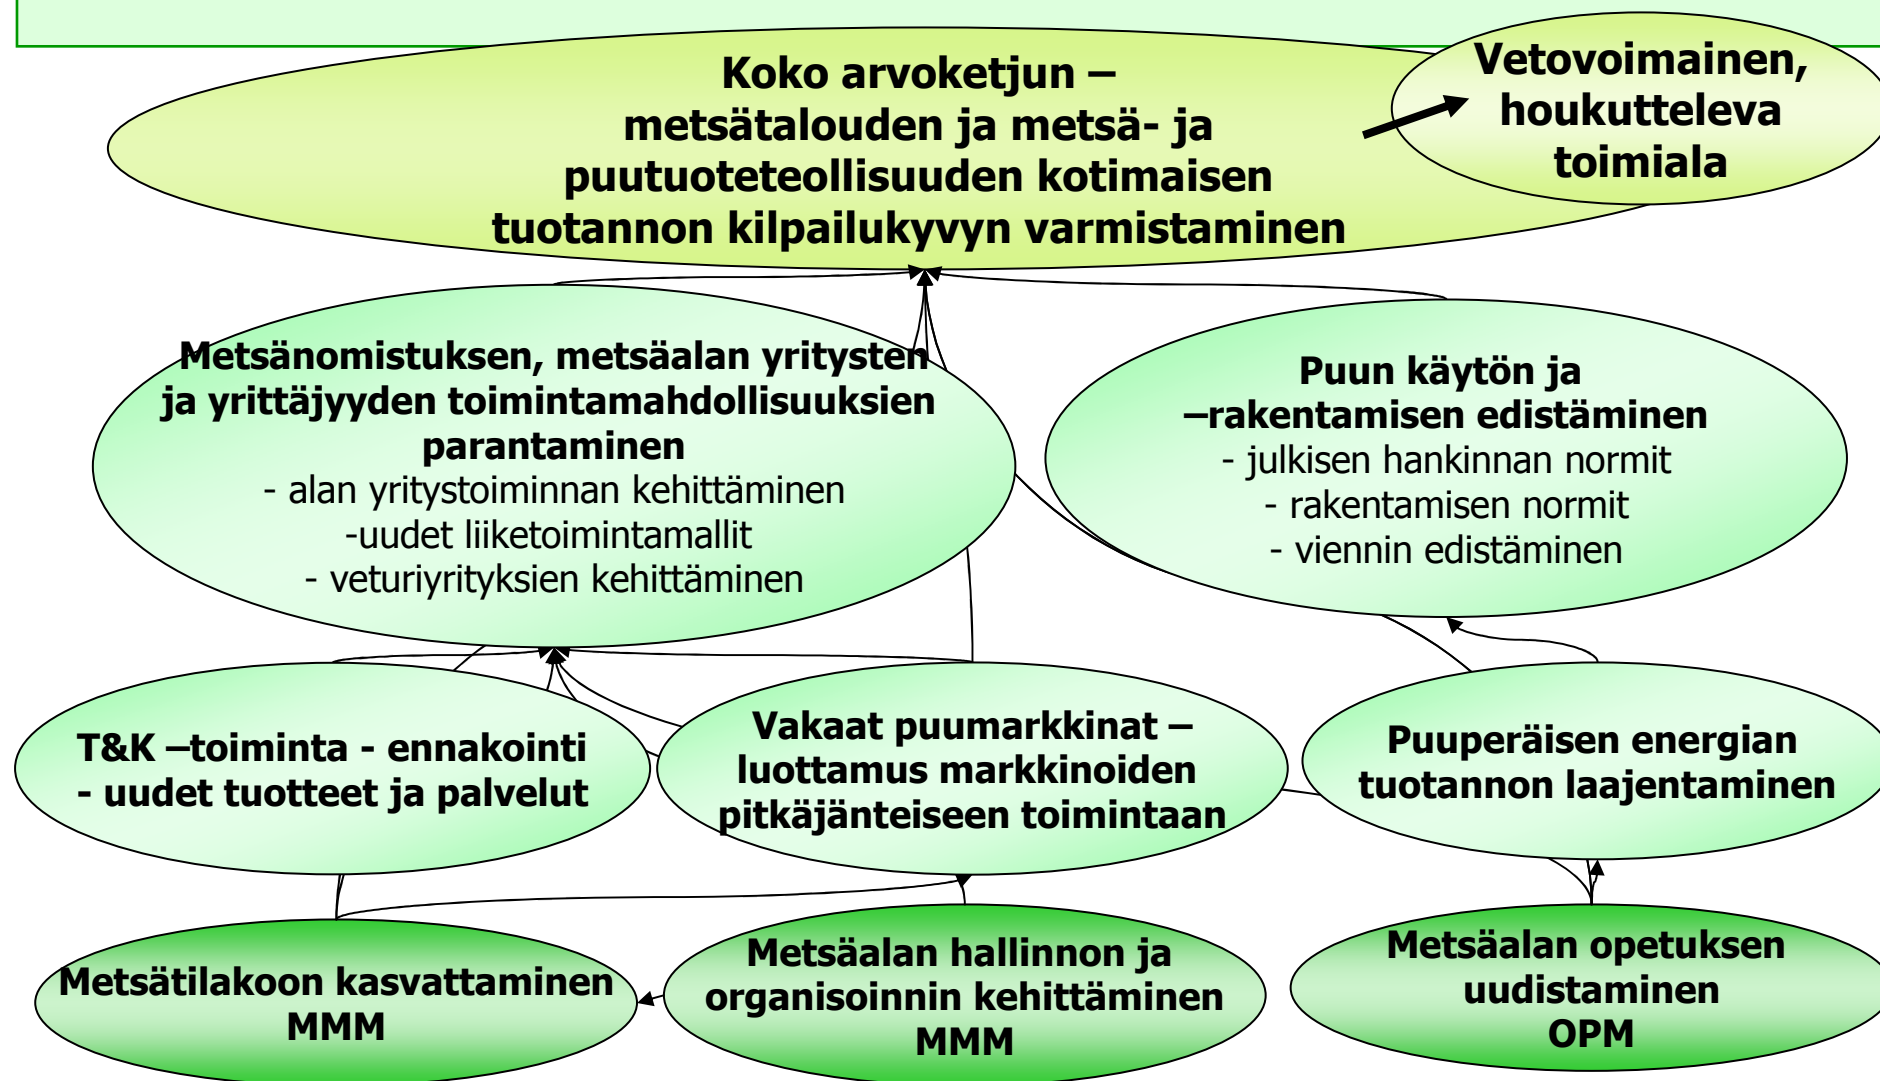 Koko arvoketjun –
metsätalouden ja metsä- ja
puutuoteteollisuuden kotimaisen
tuotannon kilpailukyvyn varmistaminen
Vetovoimainen,
houkutteleva
toimiala
Metsänomistuksen, metsäalan yritysten
ja yrittäjyyden toimintamahdollisuuksien
parantaminen
- alan yritystoiminnan kehittäminen
-uudet liiketoimintamallit
- veturiyrityksien kehittäminen
Puun käytön ja
–rakentamisen edistäminen
- julkisen hankinnan normit
- rakentamisen normit
- viennin edistäminen
T&K –toiminta - ennakointi
- uudet tuotteet ja palvelut
Vakaat puumarkkinat –
luottamus markkinoiden
pitkäjänteiseen toimintaan
Puuperäisen energian
tuotannon laajentaminen
Metsätilakoon kasvattaminen
MMM
Metsäalan hallinnon ja
organisoinnin kehittäminen
MMM
Metsäalan opetuksen
uudistaminen
OPM